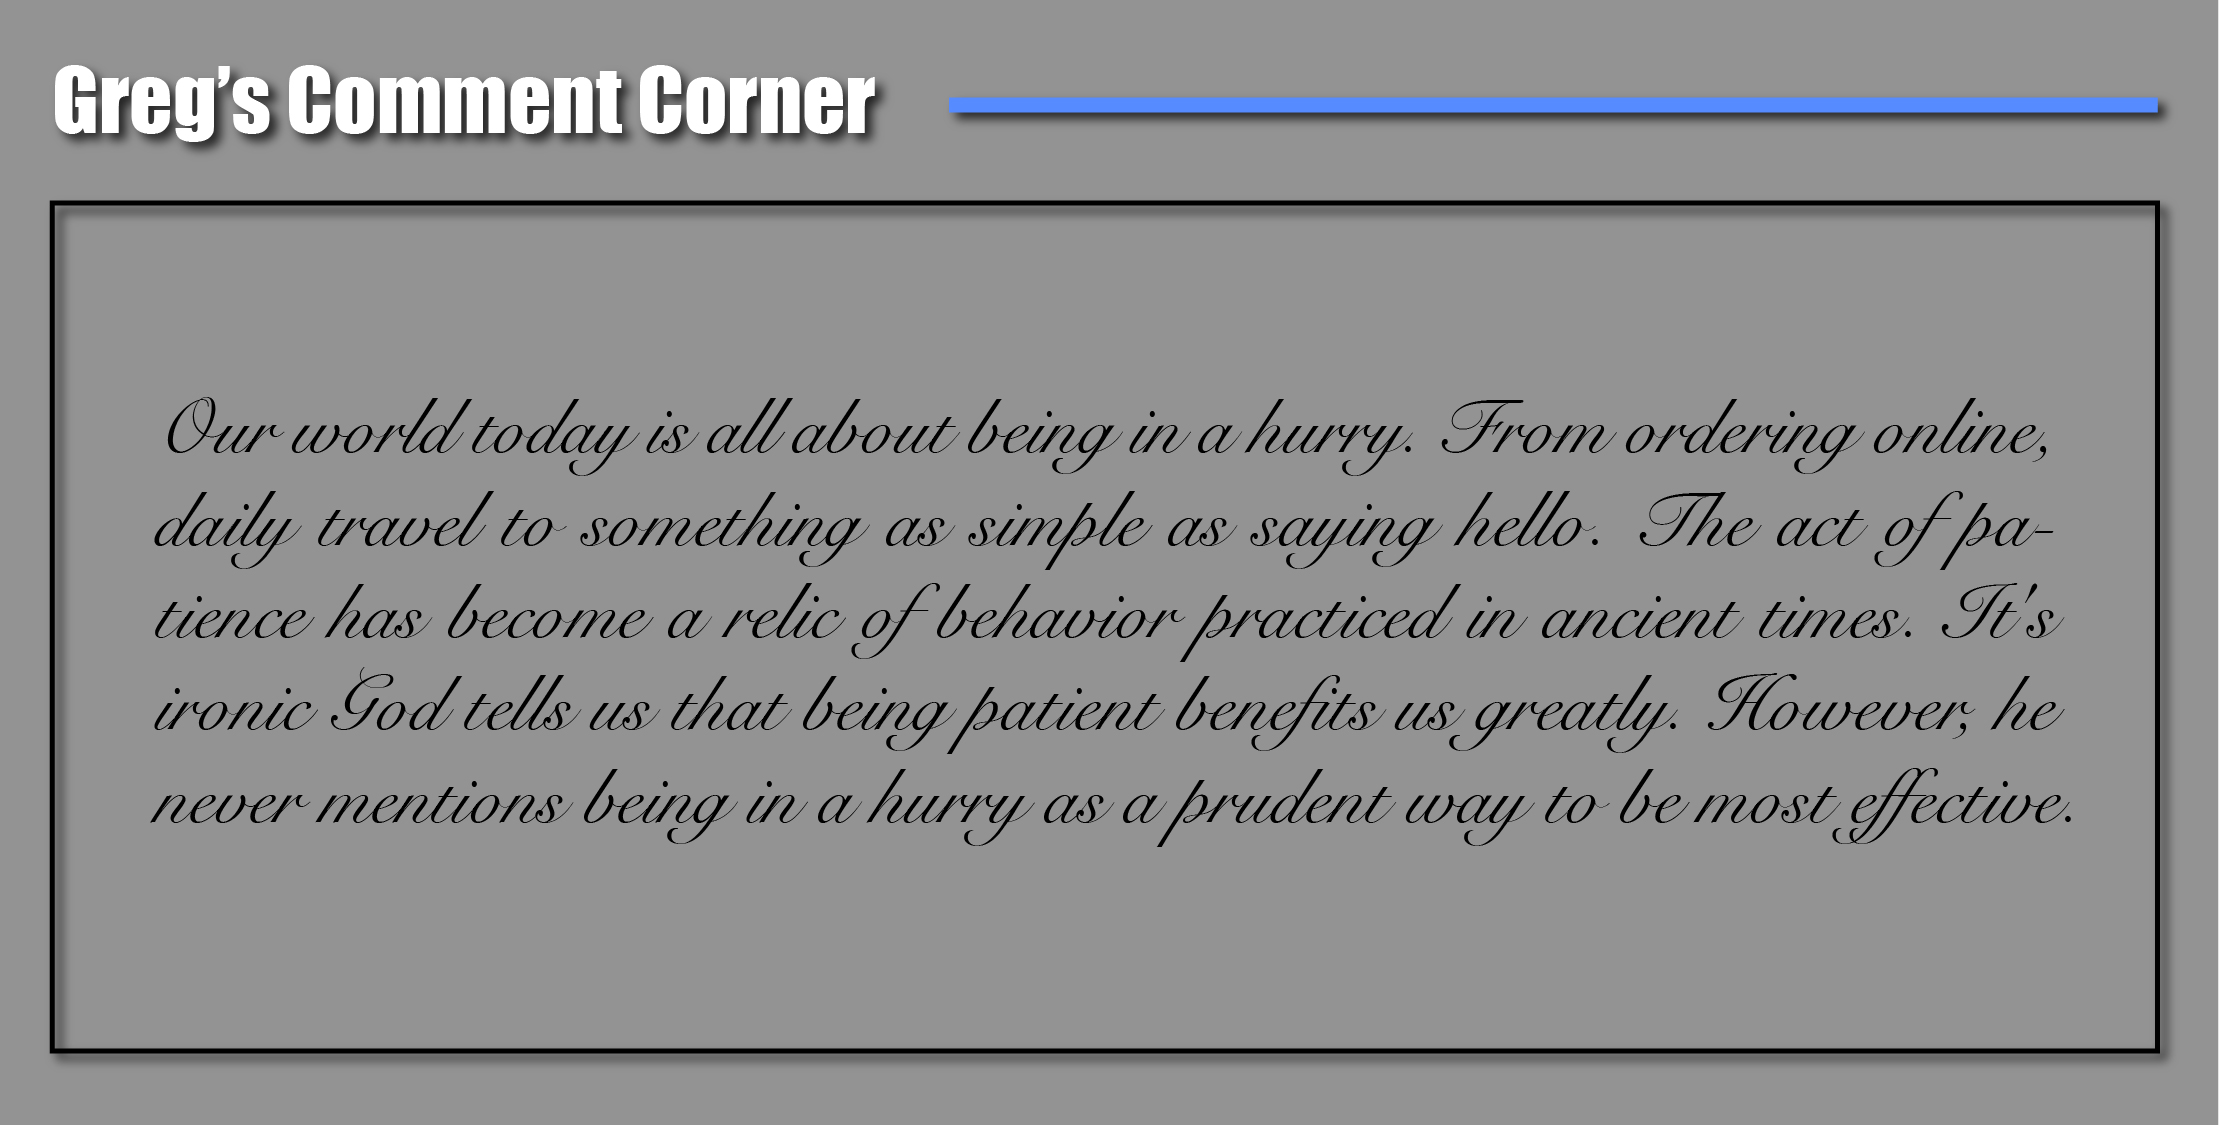 Greg’s Comment Corner
Our world today is all about being in a hurry. From ordering online,
daily travel to something as simple as saying hello. The act of pa-
tience has become a relic of behavior practiced in ancient times. It's
ironic God tells us that being patient benefits us greatly. However, he
never mentions being in a hurry as a prudent way to be most effective.